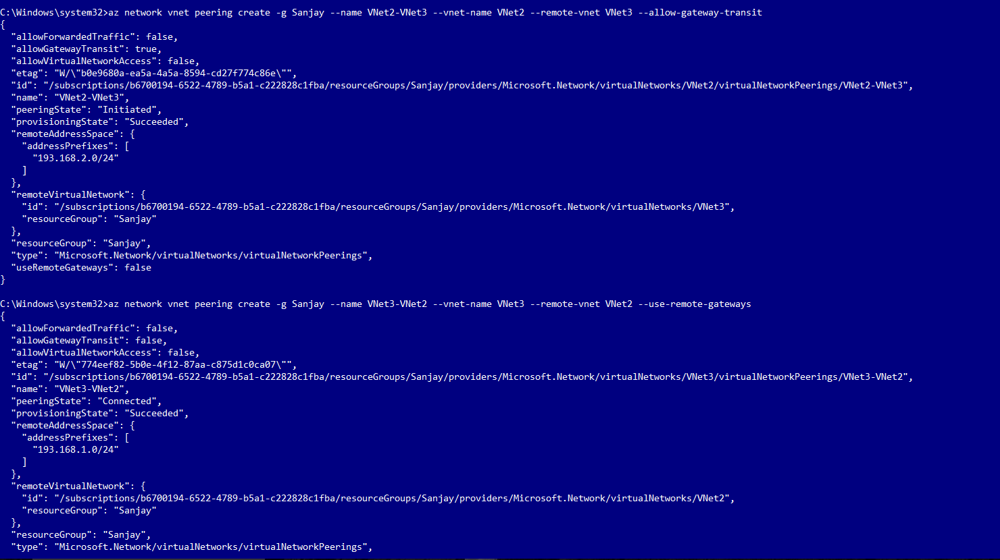 C:\Windows\system32>az network vnet peering create -g Sanjay --name VNet2-VNet3 --vnet-name VNet2 --remote-vnet VNet3 --allow-gateway-transit
{
  "allowForwardedTraffic": false,
  "allowGatewayTransit": true,
  "allowVirtualNetworkAccess": false,
  "etag": "W/\"b0e9680a-ea5a-4a5a-8594-cd27f774c86e\"",
  "id": "/subscriptions/b6700194-6522-4789-b5a1-c222828c1fba/resourceGroups/Sanjay/providers/Microsoft.Network/virtualNetworks/VNet2/virtualNetworkPeerings/VNet2-VNet3",
  "name": "VNet2-VNet3",
  "peeringState": "Initiated",
  "provisioningState": "Succeeded",
  "remoteAddressSpace": {
    "addressPrefixes": [
      "193.168.2.0/24"
    ]
  },
  "remoteVirtualNetwork": {
    "id": "/subscriptions/b6700194-6522-4789-b5a1-c222828c1fba/resourceGroups/Sanjay/providers/Microsoft.Network/virtualNetworks/VNet3",
    "resourceGroup": "Sanjay"
  },
  "resourceGroup": "Sanjay",
  "type": "Microsoft.Network/virtualNetworks/virtualNetworkPeerings",
  "useRemoteGateways": false
}
C:\Windows\system32>az network vnet peering create -g Sanjay --name VNet3-VNet2 --vnet-name VNet3 --remote-vnet VNet2 --use-remote-gateways
{
  "allowForwardedTraffic": false,
  "allowGatewayTransit": false,
  "allowVirtualNetworkAccess": false,
  "etag": "W/\"774eef82-5b0e-4f12-87aa-c875d1c0ca07\"",
  "id": "/subscriptions/b6700194-6522-4789-b5a1-c222828c1fba/resourceGroups/Sanjay/providers/Microsoft.Network/virtualNetworks/VNet3/virtualNetworkPeerings/VNet3-VNet2",
  "name": "VNet3-VNet2",
  "peeringState": "Connected",
  "provisioningState": "Succeeded",
  "remoteAddressSpace": {
    "addressPrefixes": [
      "193.168.1.0/24"
    ]
  },
  "remoteVirtualNetwork": {
    "id": "/subscriptions/b6700194-6522-4789-b5a1-c222828c1fba/resourceGroups/Sanjay/providers/Microsoft.Network/virtualNetworks/VNet2",
    "resourceGroup": "Sanjay"
  },
  "resourceGroup": "Sanjay",
  "type": "Microsoft.Network/virtualNetworks/virtualNetworkPeerings",